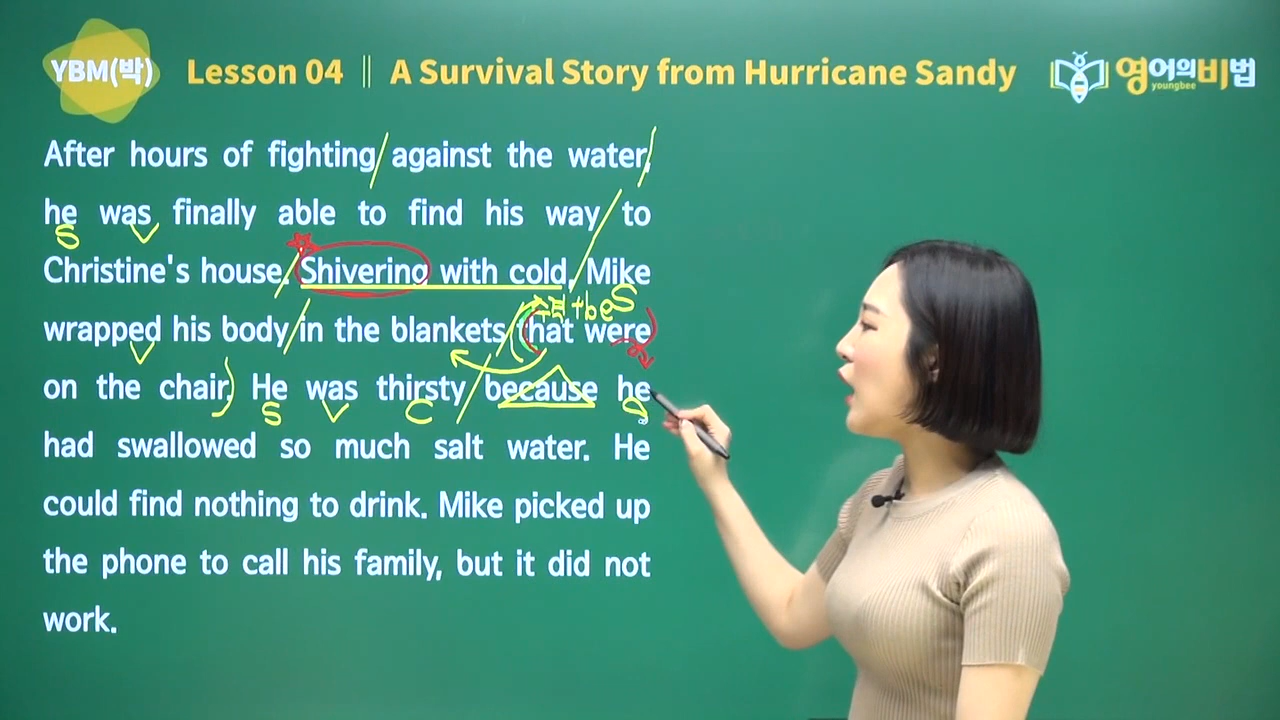 YBM(박)
Lesson 04 || A Survival Story from Hurricane Sandy
영어의비법
youngbee
After hours of fighting / against the water, /
he was finally able to find his way / to
S V
Christine's house. / Shivering with cold, / Mike
주관+be S
wrapped his body / in the blankets / (that were
V
on the chair.) He was thirsty / because he
S V C S
had swallowed so much salt water. He
could find nothing to drink. Mike picked up
the phone to call his family, but it did not
work.